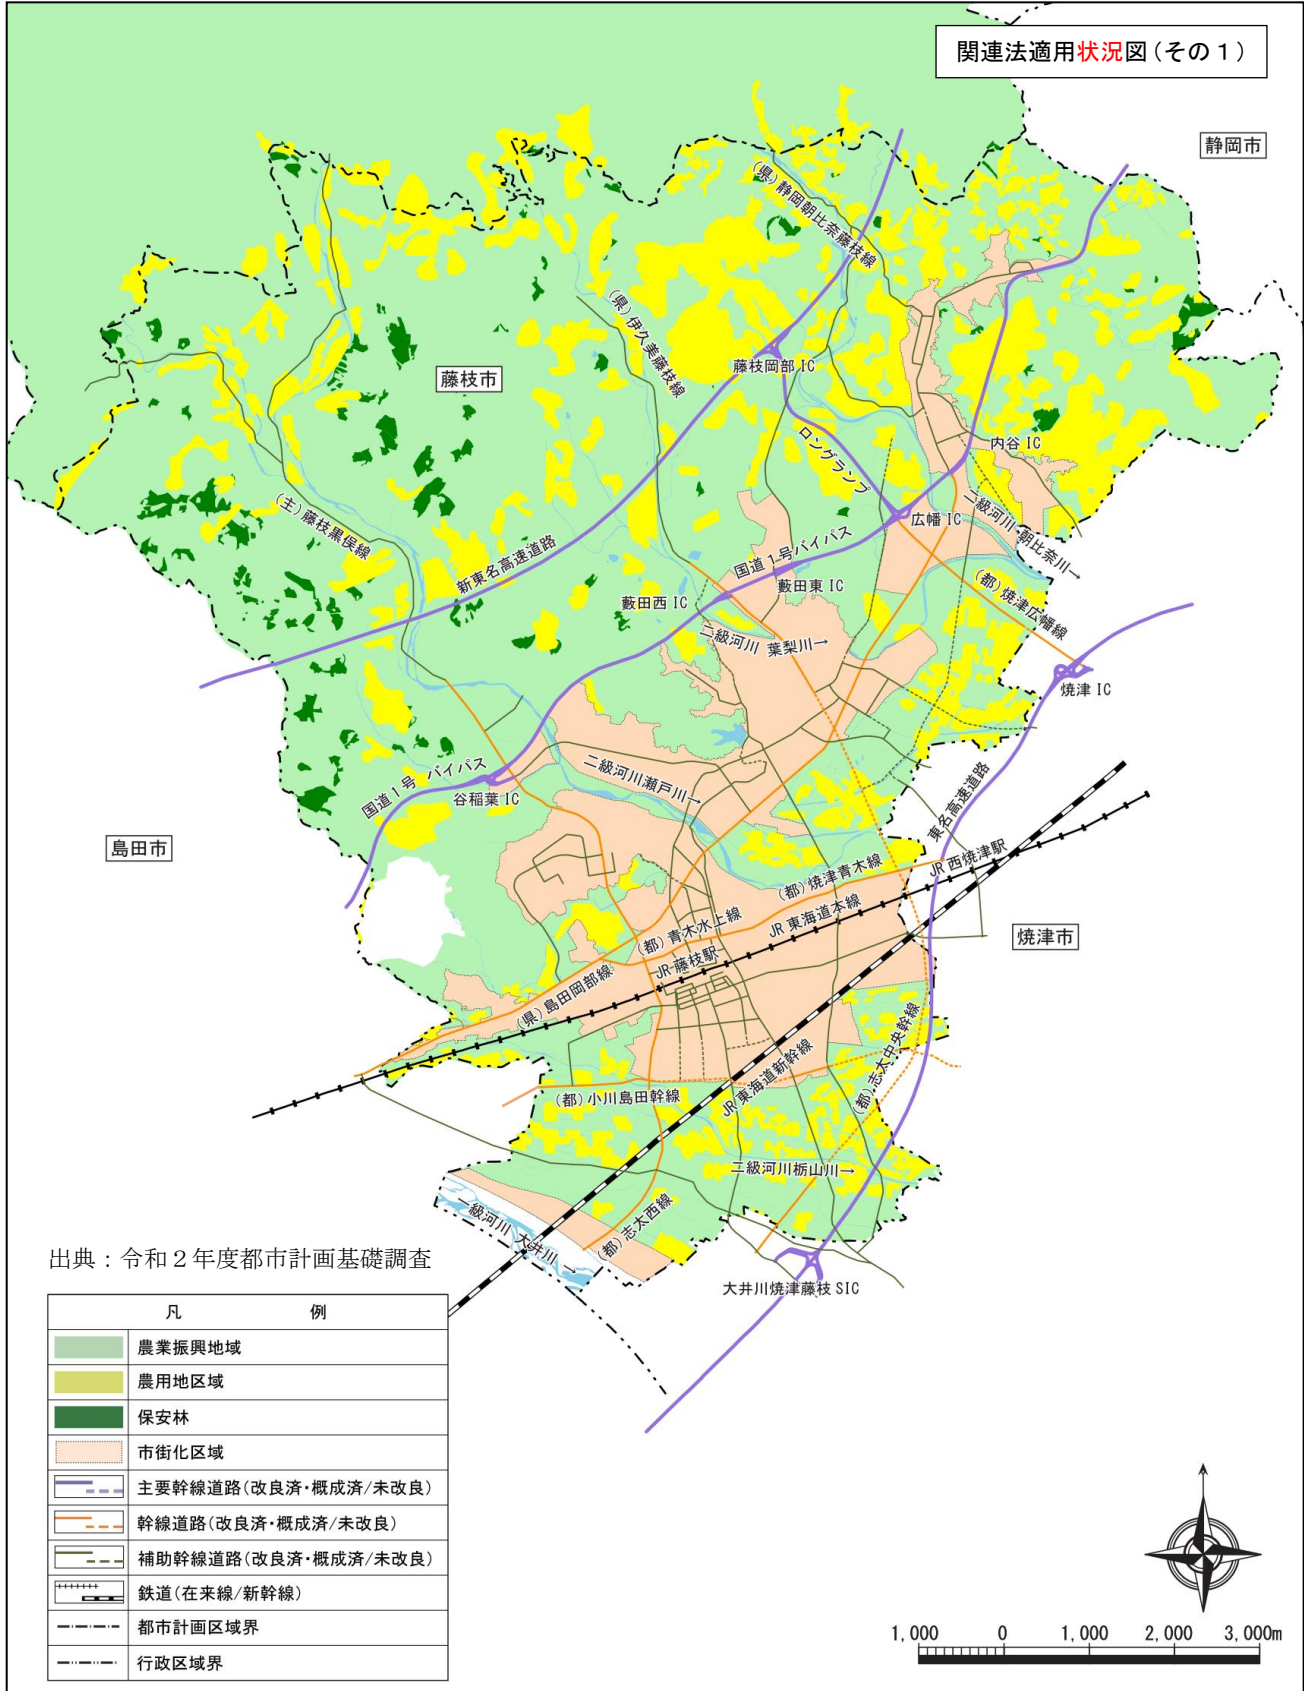 関連法適用状況図(その1)
静岡市
(県)静岡朝比奈藤枝線
(県)伊久美藤枝線
藤枝岡部 IC
藤枝市
ロングランプ
内谷 IC
(主)藤枝黒俣線
二級河川 朝比奈川→
広幡 IC
新東名高速道路
国道1号バイパス
藪田東 IC
藪田西 IC
(都)焼津広幡線
二級河川 葉梨川→
焼津 IC
国道1号 バイパス
谷稲葉 IC
二級河川瀬戸川→
東名高速道路
島田市
JR 西焼津駅
(都)焼津青木線
(都)青木水上線
JR 東海道本線
焼津市
JR 藤枝駅
(県)島田岡部線
(都)志太中央幹線
JR 東海道新幹線
(都)小川島田幹線
二級河川栃山川→
一級河川 大井川→
(都)志太西線
大井川焼津藤枝 SIC
出典:令和2年度都市計画基礎調査
凡 例
農業振興地域
農用地区域
保安林
市街化区域
主要幹線道路(改良済・概成済/未改良)
幹線道路(改良済・概成済/未改良)
補助幹線道路(改良済・概成済/未改良)
鉄道(在来線/新幹線)
都市計画区域界
行政区域界
1,000 0 1,000 2,000 3,000m